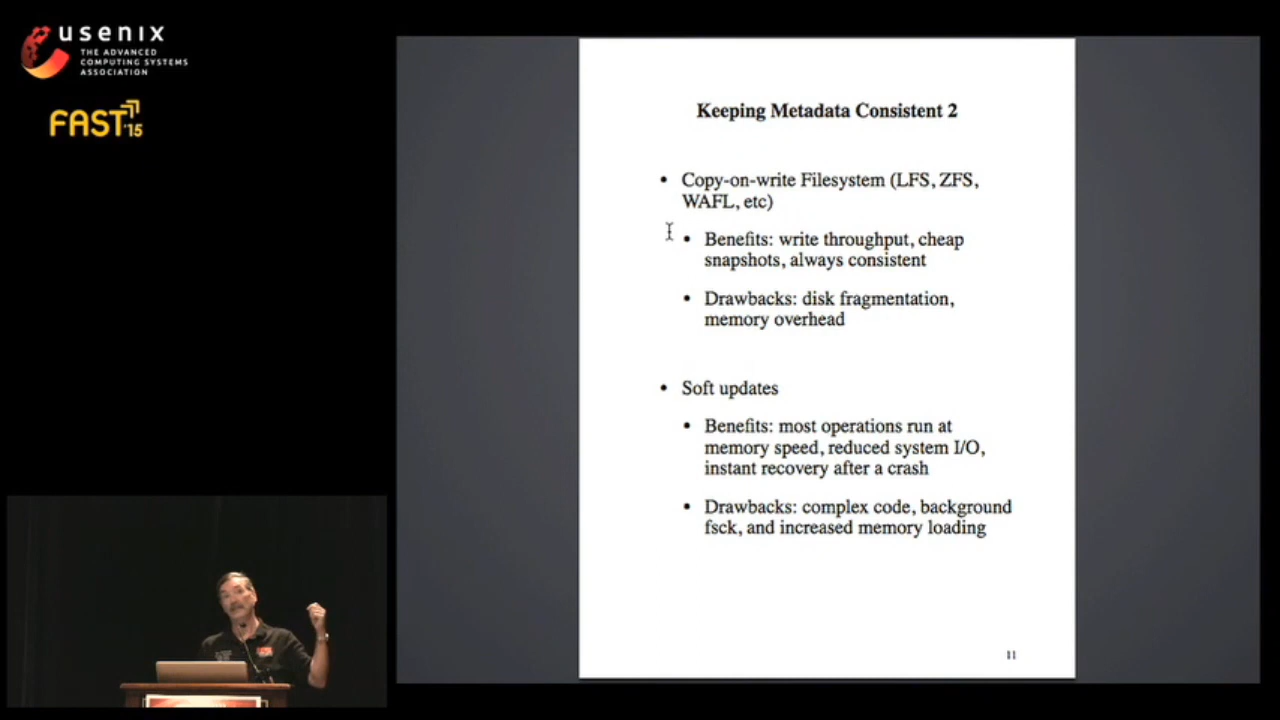 usenix
THE ADVANCED
COMPUTING SYSTEMS
ASSOCIATION
FAST '15
Keeping Metadata Consistent 2
• Copy-on-write Filesystem (LFS, ZFS,
WAFL, etc)
• Benefits: write throughput, cheap
snapshots, always consistent
• Drawbacks: disk fragmentation,
memory overhead
• Soft updates
• Benefits: most operations run at
memory speed, reduced system I/O,
instant recovery after a crash
• Drawbacks: complex code, background
fsck, and increased memory loading
11